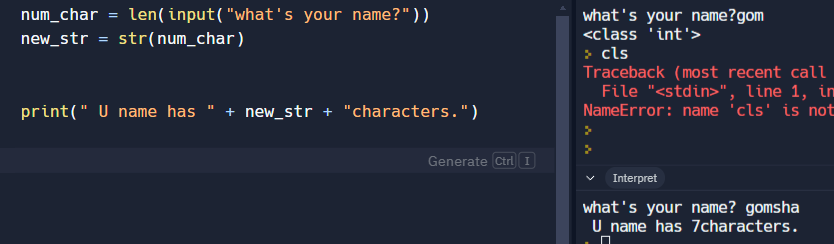 num_char = len(input("what's your name?"))
new_str = str(num_char)
print(" U name has " + new_str + "characters.")
Generate Ctrl I
what's your name?gom
<class 'int'>
> cls
Traceback (most recent call
File "<stdin>", line 1, in
NameError: name 'cls' is not
>
>
Interpret
what's your name? gomsha
U name has 7characters.